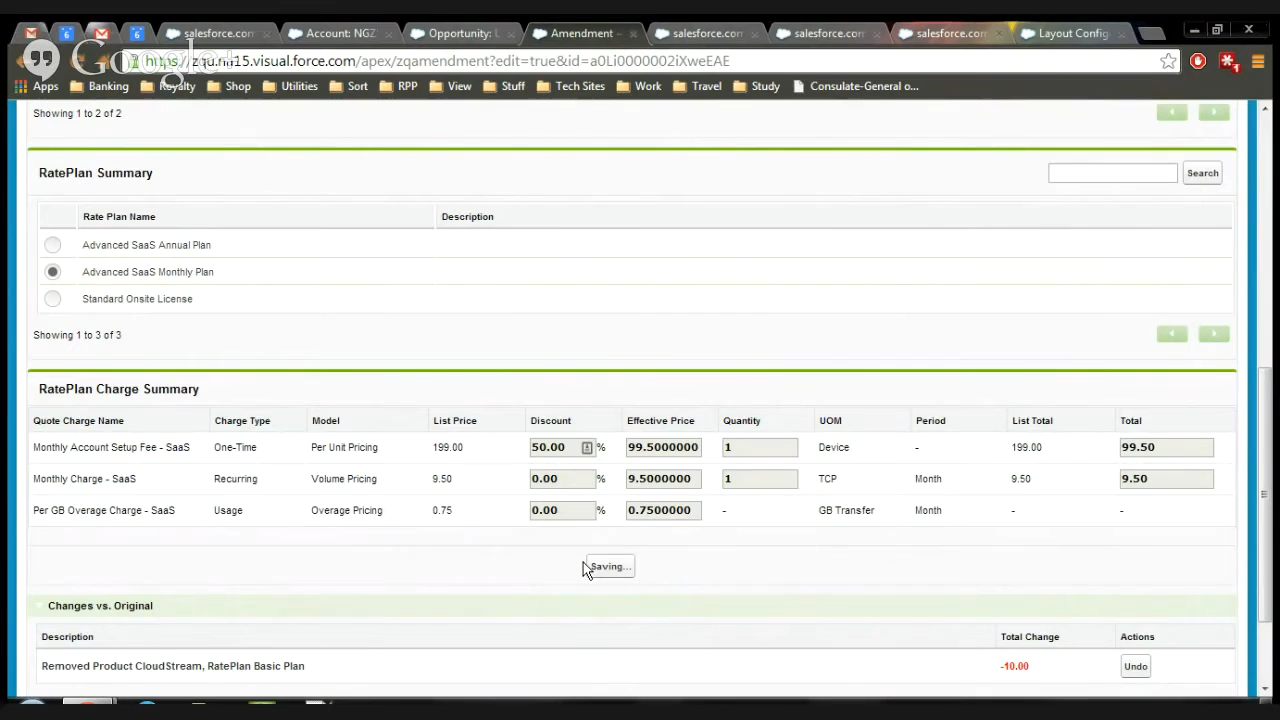 salesforce.com
Account: NGZ
Opportunity: U
Amendment –
salesforce.com
salesforce.com
salesforce.com
Layout Config
Google+
zqu.na15.visual.force.com/apex/zqamendment?edit=true&id=a0Li0000002iXweEAE
Apps Banking Royalty Shop Utilities Sort RPP View Stuff Tech Sites Work Travel Study Consulate-General o...
Showing 1 to 2 of 2
RatePlan Summary
Search
Rate Plan Name Description
Advanced SaaS Annual Plan
Advanced SaaS Monthly Plan
Standard Onsite License
Showing 1 to 3 of 3
RatePlan Charge Summary
Quote Charge Name Charge Type Model List Price Discount Effective Price Quantity UOM Period List Total Total
Monthly Account Setup Fee - SaaS One-Time Per Unit Pricing 199.00 50.00 % 99.5000000 1 Device - 199.00 99.50
Monthly Charge - SaaS Recurring Volume Pricing 9.50 0.00 % 9.5000000 1 TCP Month 9.50 9.50
Per GB Overage Charge - SaaS Usage Overage Pricing 0.75 0.00 % 0.7500000 - GB Transfer Month - -
Saving...
Changes vs. Original
Description Total Change Actions
Removed Product CloudStream, RatePlan Basic Plan -10.00 Undo